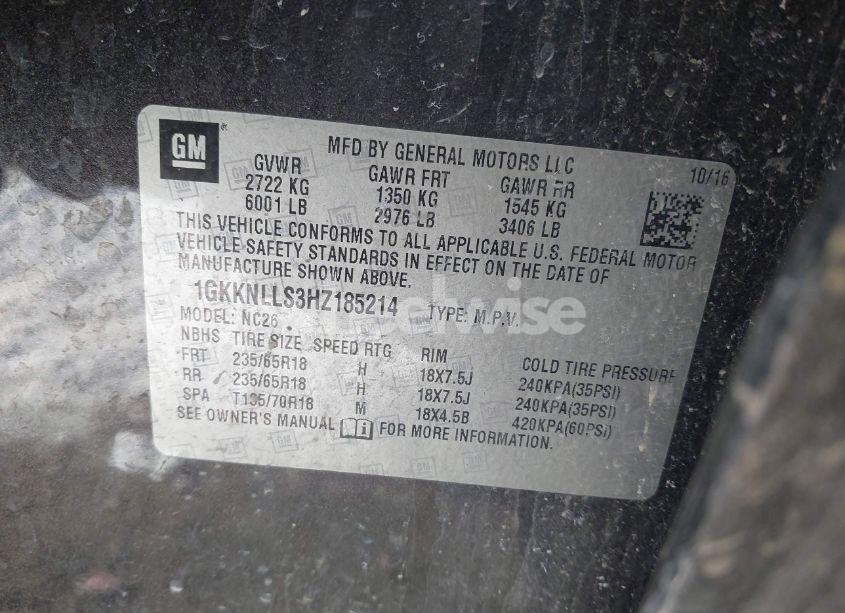 GM
MFD BY GENERAL MOTORS LLC
10/16
GVWR GAWR FRT GAWR RR
2722 KG 1350 KG 1545 KG
6001 LB 2976 LB 3406 LB
THIS VEHICLE CONFORMS TO ALL APPLICABLE U.S. FEDERAL MOTOR
VEHICLE SAFETY STANDARDS IN EFFECT ON THE DATE OF
MANUFACTURE SHOWN ABOVE.
1GKKNLLS3HZ185214 TYPE: M.P.V.
MODEL: NC26
NBHS TIRE SIZE SPEED RTG RIM COLD TIRE PRESSURE
FRT 235/65R18 H 18X7.5J 240KPA(35PSI)
RR 235/65R18 H 18X7.5J 240KPA(35PSI)
SPA T135/70R18 M 18X4.5B 420KPA(60PSI)
SEE OWNER'S MANUAL FOR MORE INFORMATION.